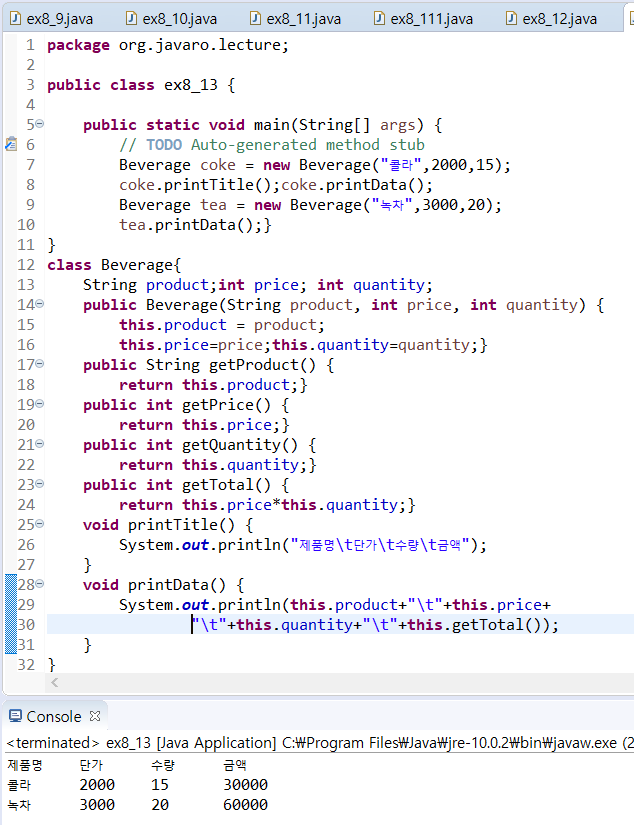 ex8_9.java ex8_10.java ex8_11.java ex8_111.java ex8_12.java
1 package org.javaro.lecture;
2
3 public class ex8_13 {
4
5 public static void main(String[] args) {
6 // TODO Auto-generated method stub
7 Beverage coke = new Beverage("콜라",2000,15);
8 coke.printTitle();coke.printData();
9 Beverage tea = new Beverage("녹차",3000,20);
10 tea.printData();}
11 }
12 class Beverage{
13 String product;int price; int quantity;
14 public Beverage(String product, int price, int quantity) {
15 this.product = product;
16 this.price=price;this.quantity=quantity;}
17 public String getProduct() {
18 return this.product;}
19 public int getPrice() {
20 return this.price;}
21 public int getQuantity() {
22 return this.quantity;}
23 public int getTotal() {
24 return this.price*this.quantity;}
25 void printTitle() {
26 System.out.println("제품명\t단가\t수량\t금액");
27 }
28 void printData() {
29 System.out.println(this.product+"\t"+this.price+
30 "\t"+this.quantity+"\t"+this.getTotal());
31 }
32 }
Console
<terminated> ex8_13 [Java Application] C:₩Program Files₩Java₩jre-10.0.2₩bin₩javaw.exe (2
제품명 단가 수량 금액
콜라 2000 15 30000
녹차 3000 20 60000